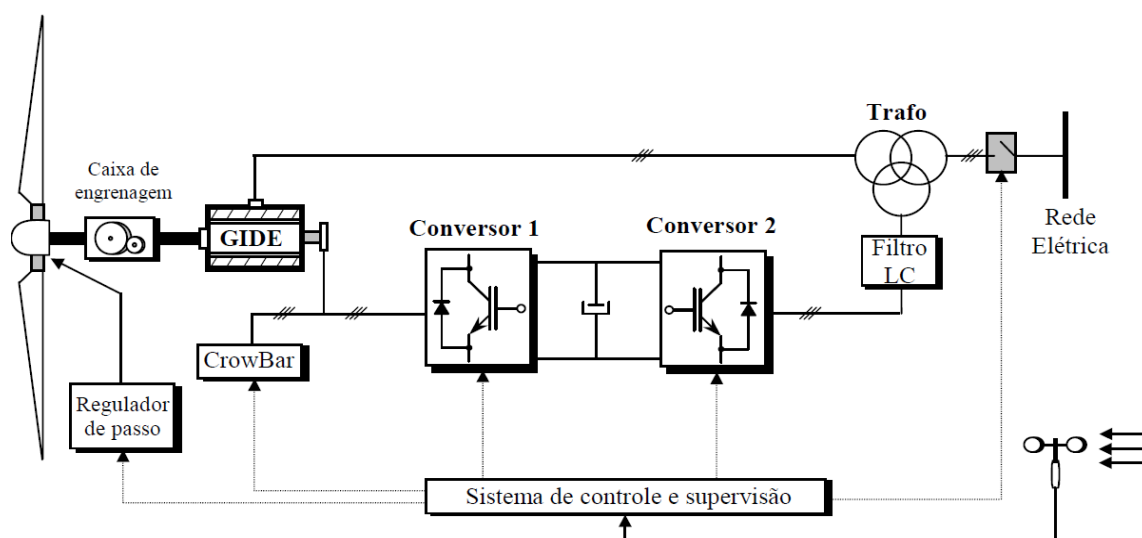 Trafo
Caixa de
engrenagem
GIDE
Conversor 1
Conversor 2
Rede
Elétrica
Filtro
LC
CrowBar
Regulador
de passo
Sistema de controle e supervisão